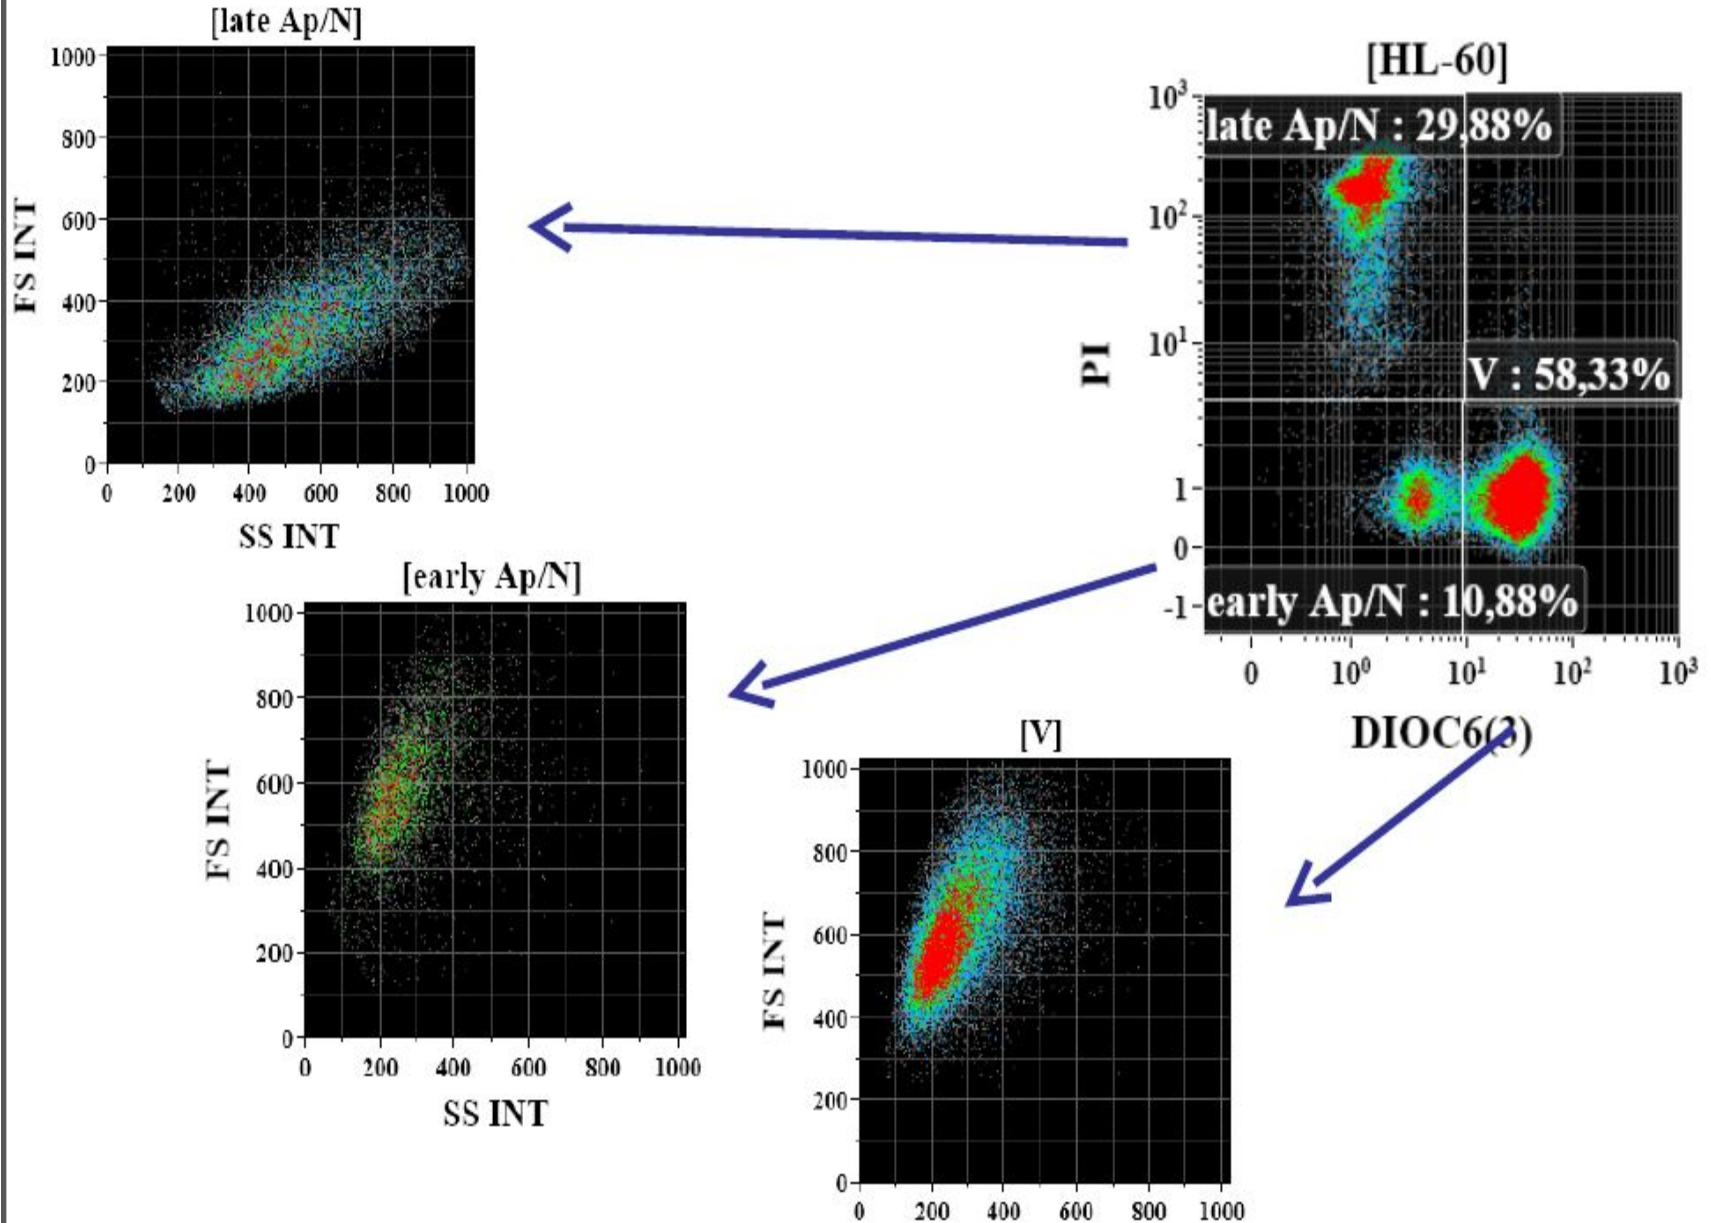 [late Ap/N]
1000
800
600
400
200
0
FS INT
0 200 400 600 800 1000
SS INT
[HL-60]
10³
10²
10¹
1
0
-1
PI
late Ap/N : 29,88%
V : 58,33%
early Ap/N : 10,88%
0 10⁰ 10¹ 10² 10³
DIOC6(3)
[early Ap/N]
1000
800
600
400
200
0
FS INT
0 200 400 600 800 1000
SS INT
[V]
1000
800
600
400
200
0
FS INT
0 200 400 600 800 1000